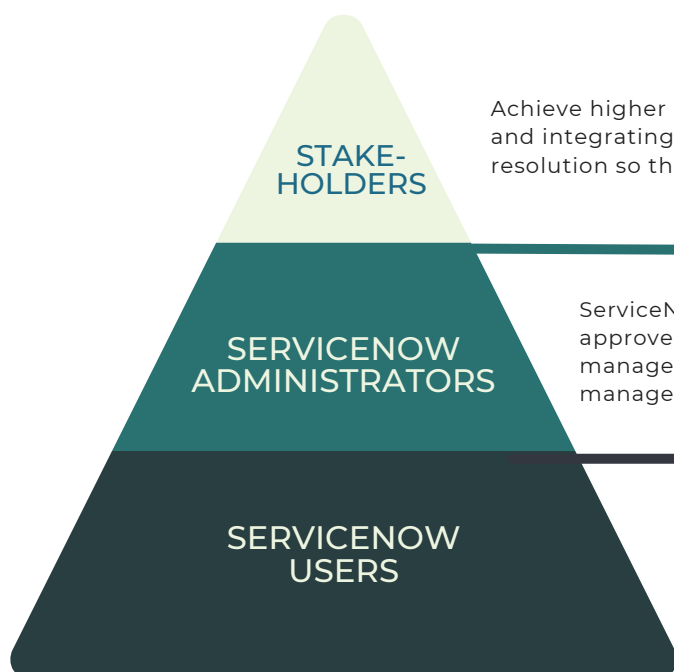 STAKE-
HOLDERS
Achieve higher
and integrating
resolution so th
SERVICENOW
ADMINISTRATORS
ServiceN
approve
manage
manage
SERVICENOW
USERS